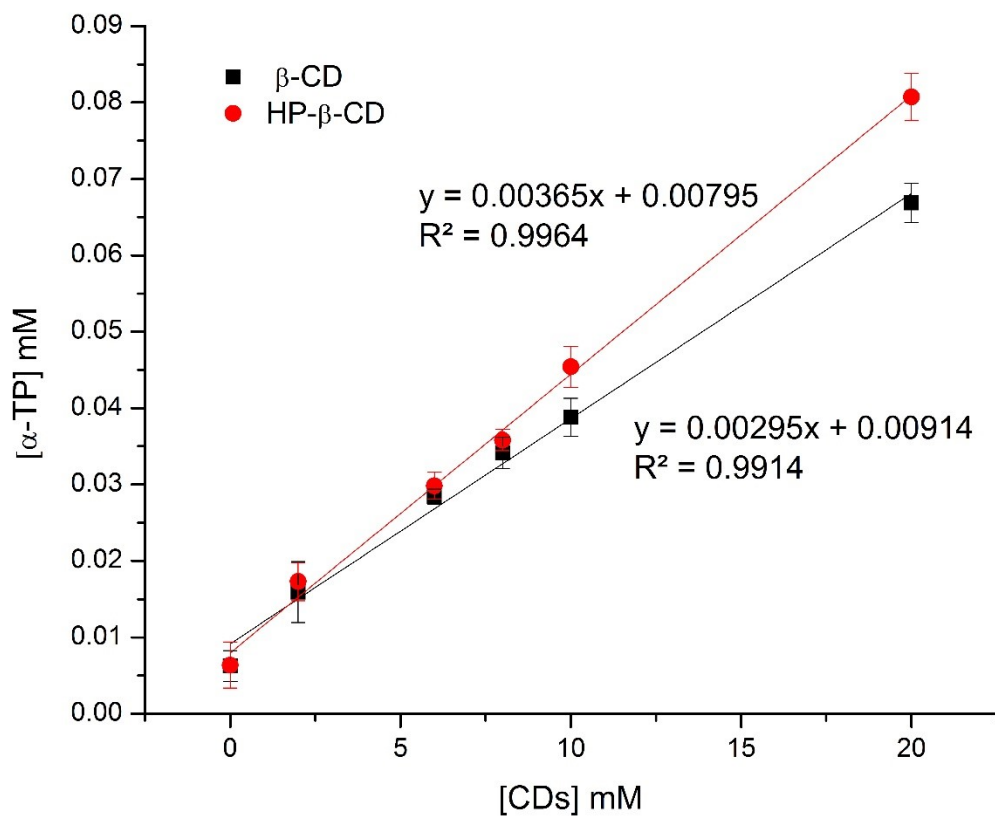 0.09
0.08
0.07
0.06
0.05
0.04
0.03
0.02
0.01
0.00
[α-TP] mM
β-CD
HP-β-CD
y = 0.00365x + 0.00795
R² = 0.9964
y = 0.00295x + 0.00914
R² = 0.9914
0 5 10 15 20
[CDs] mM